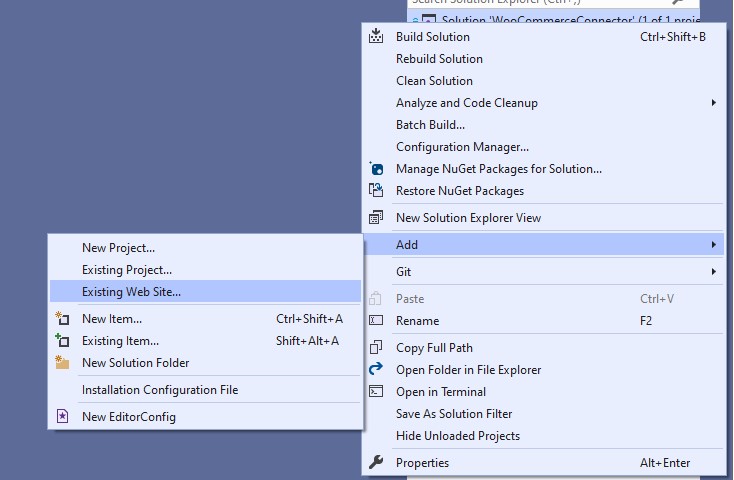 Search Solution Explorer (Ctrl+;)
Solution 'WooCommerceConnector' (1 of 1 proje
Build Solution Ctrl+Shift+B
Rebuild Solution
Clean Solution
Analyze and Code Cleanup
Batch Build...
Configuration Manager...
Manage NuGet Packages for Solution...
Restore NuGet Packages
New Solution Explorer View
Add
Git
Paste Ctrl+V
Rename F2
Copy Full Path
Open Folder in File Explorer
Open in Terminal
Save As Solution Filter
Hide Unloaded Projects
Properties Alt+Enter
New Project...
Existing Project...
Existing Web Site...
New Item... Ctrl+Shift+A
Existing Item... Shift+Alt+A
New Solution Folder
Installation Configuration File
New EditorConfig